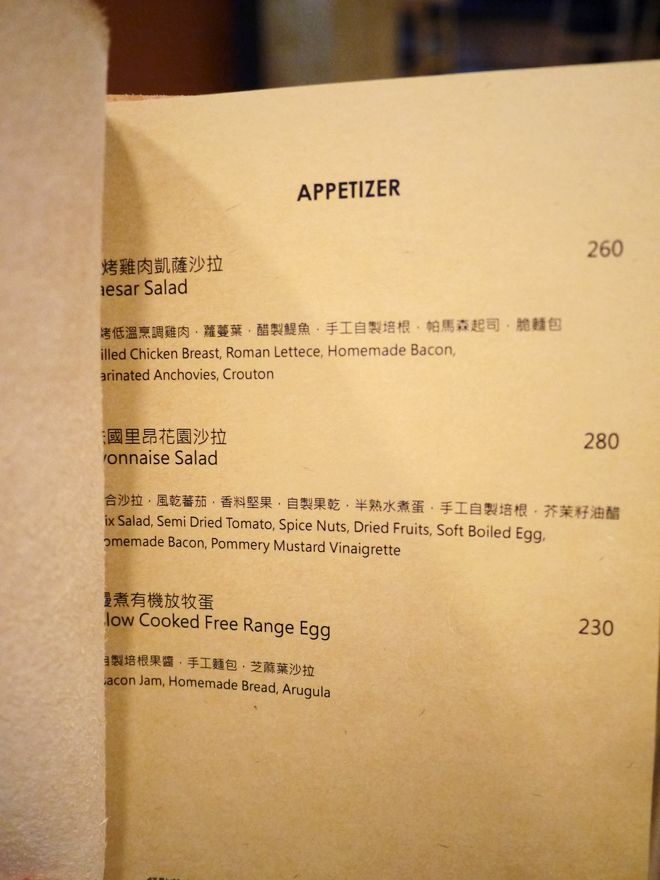 APPETIZER
烤雞肉凱薩沙拉 260
aesar Salad
烤低溫烹調雞肉．蘿蔓葉．醋製鯷魚．手工自製培根．帕馬森起司．脆麵包
illed Chicken Breast, Roman Lettece, Homemade Bacon,
arinated Anchovies, Crouton
國里昂花園沙拉 280
yonnaise Salad
合沙拉．風乾蕃茄．香料堅果．自製果乾．半熟水煮蛋．手工自製培根．芥茉籽油醋
ix Salad, Semi Dried Tomato, Spice Nuts, Dried Fruits, Soft Boiled Egg,
omemade Bacon, Pommery Mustard Vinaigrette
慢煮有機放牧蛋
Slow Cooked Free Range Egg 230
自製培根果醬．手工麵包．芝蔴葉沙拉
acon Jam, Homemade Bread, Arugula